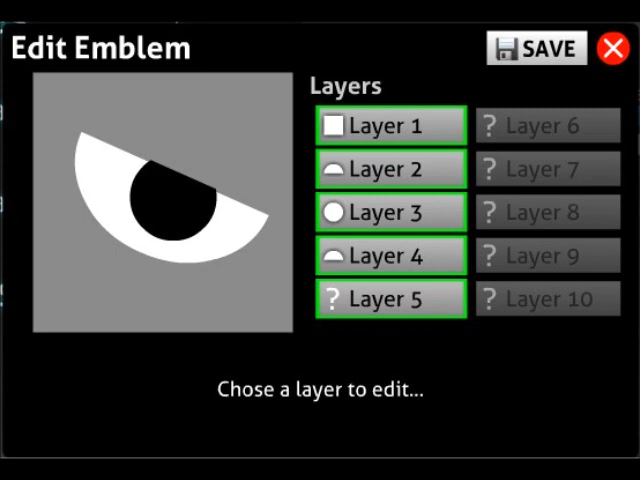 Edit Emblem
SAVE
Layers
Layer 1
Layer 2
Layer 3
Layer 4
? Layer 5
? Layer 6
? Layer 7
? Layer 8
? Layer 9
? Layer 10
Chose a layer to edit...